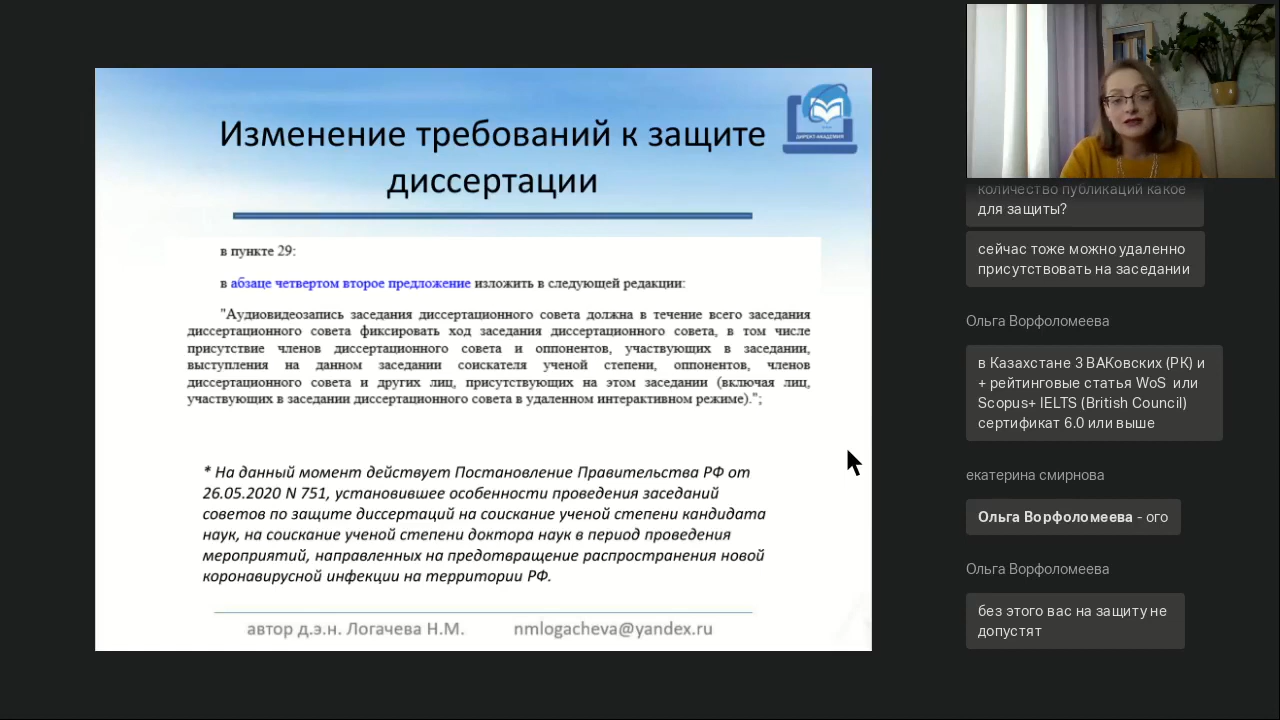 Изменение требований к защите
диссертации
ДИРЕКТ-АКАДЕМИЯ
в пункте 29:
в абзаце четвертом второе предложение изложить в следующей редакции:
"Аудиовидеозапись заседания диссертационного совета должна в течение всего заседания
диссертационного совета фиксировать ход заседания диссертационного совета, в том числе
присутствие членов диссертационного совета и оппонентов, участвующих в заседании,
выступления на данном заседании соискателя ученой степени, оппонентов, членов
диссертационного совета и других лиц, присутствующих на этом заседании (включая лиц,
участвующих в заседании диссертационного совета в удаленном интерактивном режиме).";
* На данный момент действует Постановление Правительства РФ от
26.05.2020 N 751, установившее особенности проведения заседаний
советов по защите диссертаций на соискание ученой степени кандидата
наук, на соискание ученой степени доктора наук в период проведения
мероприятий, направленных на предотвращение распространения новой
коронавирусной инфекции на территории РФ.
автор д.э.н. Логачева Н.М. nmlogacheva@yandex.ru
количество публикаций какое
для защиты?
сейчас тоже можно удаленно
присутствовать на заседании
Ольга Ворфоломеева
в Казахстане 3 ВАКовских (РК) и
+ рейтинговые статья WoS или
Scopus+ IELTS (British Council)
сертификат 6.0 или выше
екатерина смирнова
Ольга Ворфоломеева - ого
Ольга Ворфоломеева
без этого вас на защиту не
допустят